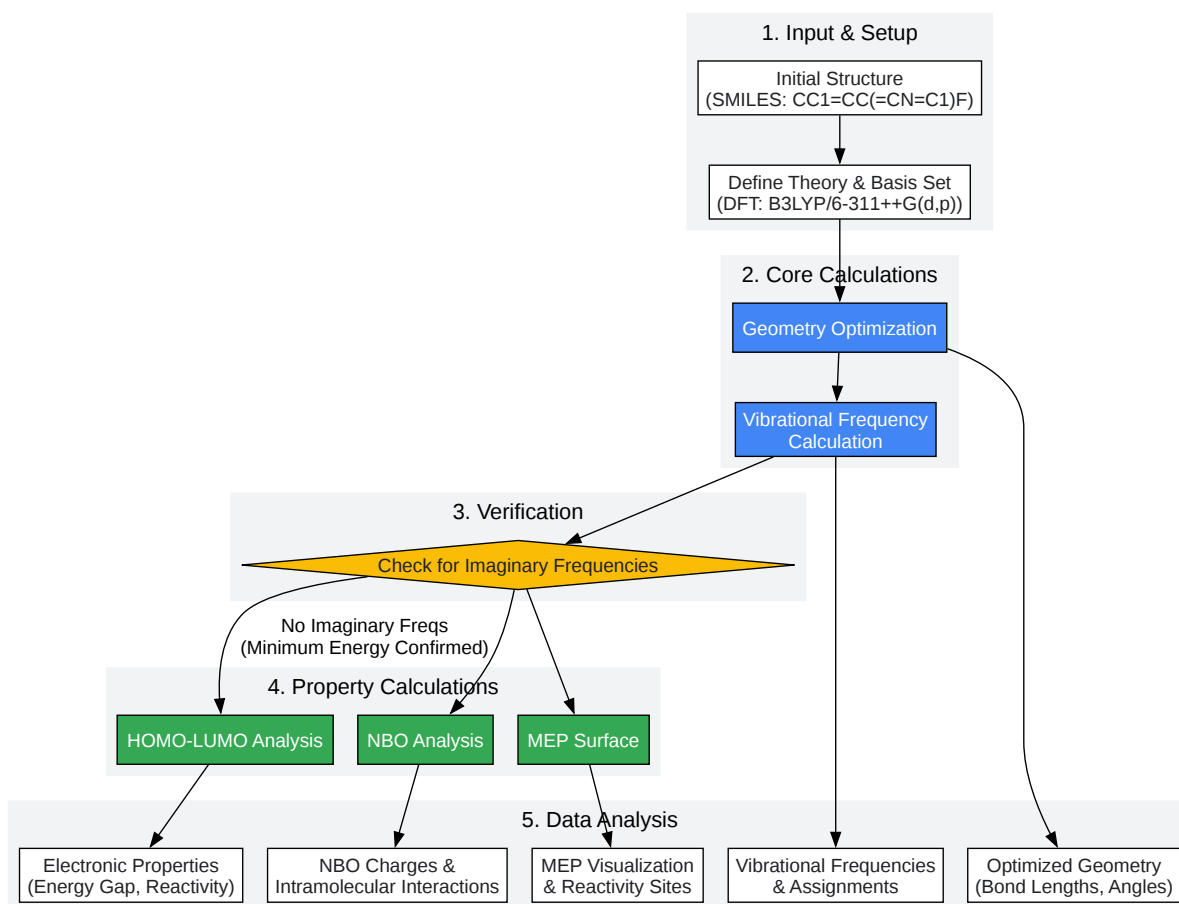 1. Input & Setup
Initial Structure
(SMILES: CC1=CC(=CN=C1)F)
Define Theory & Basis Set
(DFT: B3LYP/6-311++G(d,p))
2. Core Calculations
Geometry Optimization
Vibrational Frequency
Calculation
3. Verification
Check for Imaginary Frequencies
No Imaginary Freqs
(Minimum Energy Confirmed)
4. Property Calculations
HOMO-LUMO Analysis
NBO Analysis
MEP Surface
5. Data Analysis
Electronic Properties
(Energy Gap, Reactivity)
NBO Charges &
Intramolecular Interactions
MEP Visualization
& Reactivity Sites
Vibrational Frequencies
& Assignments
Optimized Geometry
(Bond Lengths, Angles)